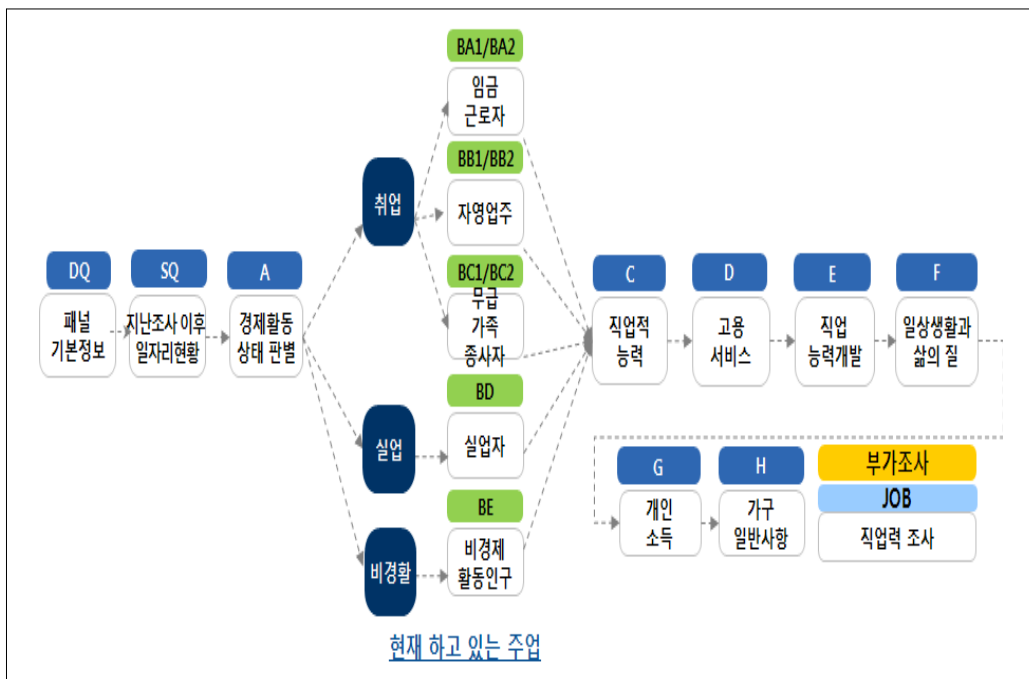 DQ
패널
기본정보
SQ
지난조사 이후
일자리현황
A
경제활동
상태 판별
취업
실업
비경활
BA1/BA2
임금
근로자
BB1/BB2
자영업주
BC1/BC2
무급
가족
종사자
BD
실업자
BE
비경제
활동인구
C
직업적
능력
D
고용
서비스
E
직업
능력개발
F
일상생활과
삶의 질
G
개인
소득
H
가구
일반사항
부가조사
JOB
직업력 조사
현재 하고 있는 주업